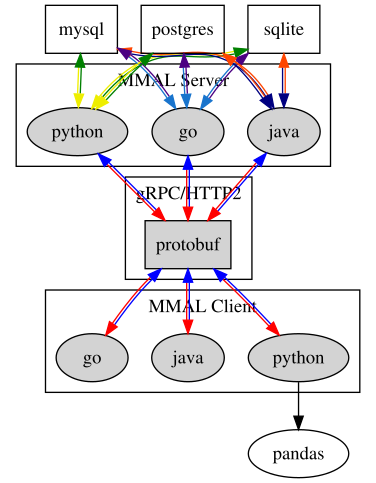 mysql
postgres
sqlite
MMAL Server
python
go
java
gRPC/HTTP2
protobuf
MMAL Client
go
java
python
pandas